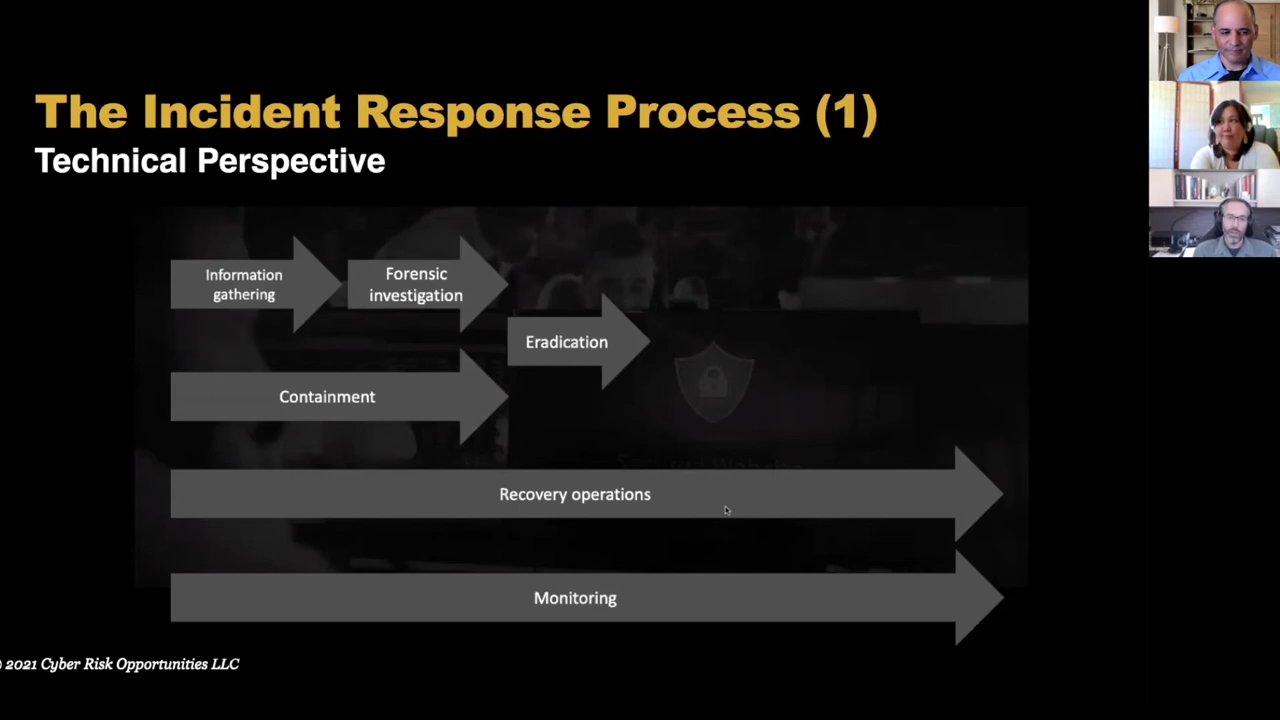 The Incident Response Process (1)
Technical Perspective
Information
gathering
Forensic
investigation
Eradication
Containment
Recovery operations
Monitoring
2021 Cyber Risk Opportunities LLC